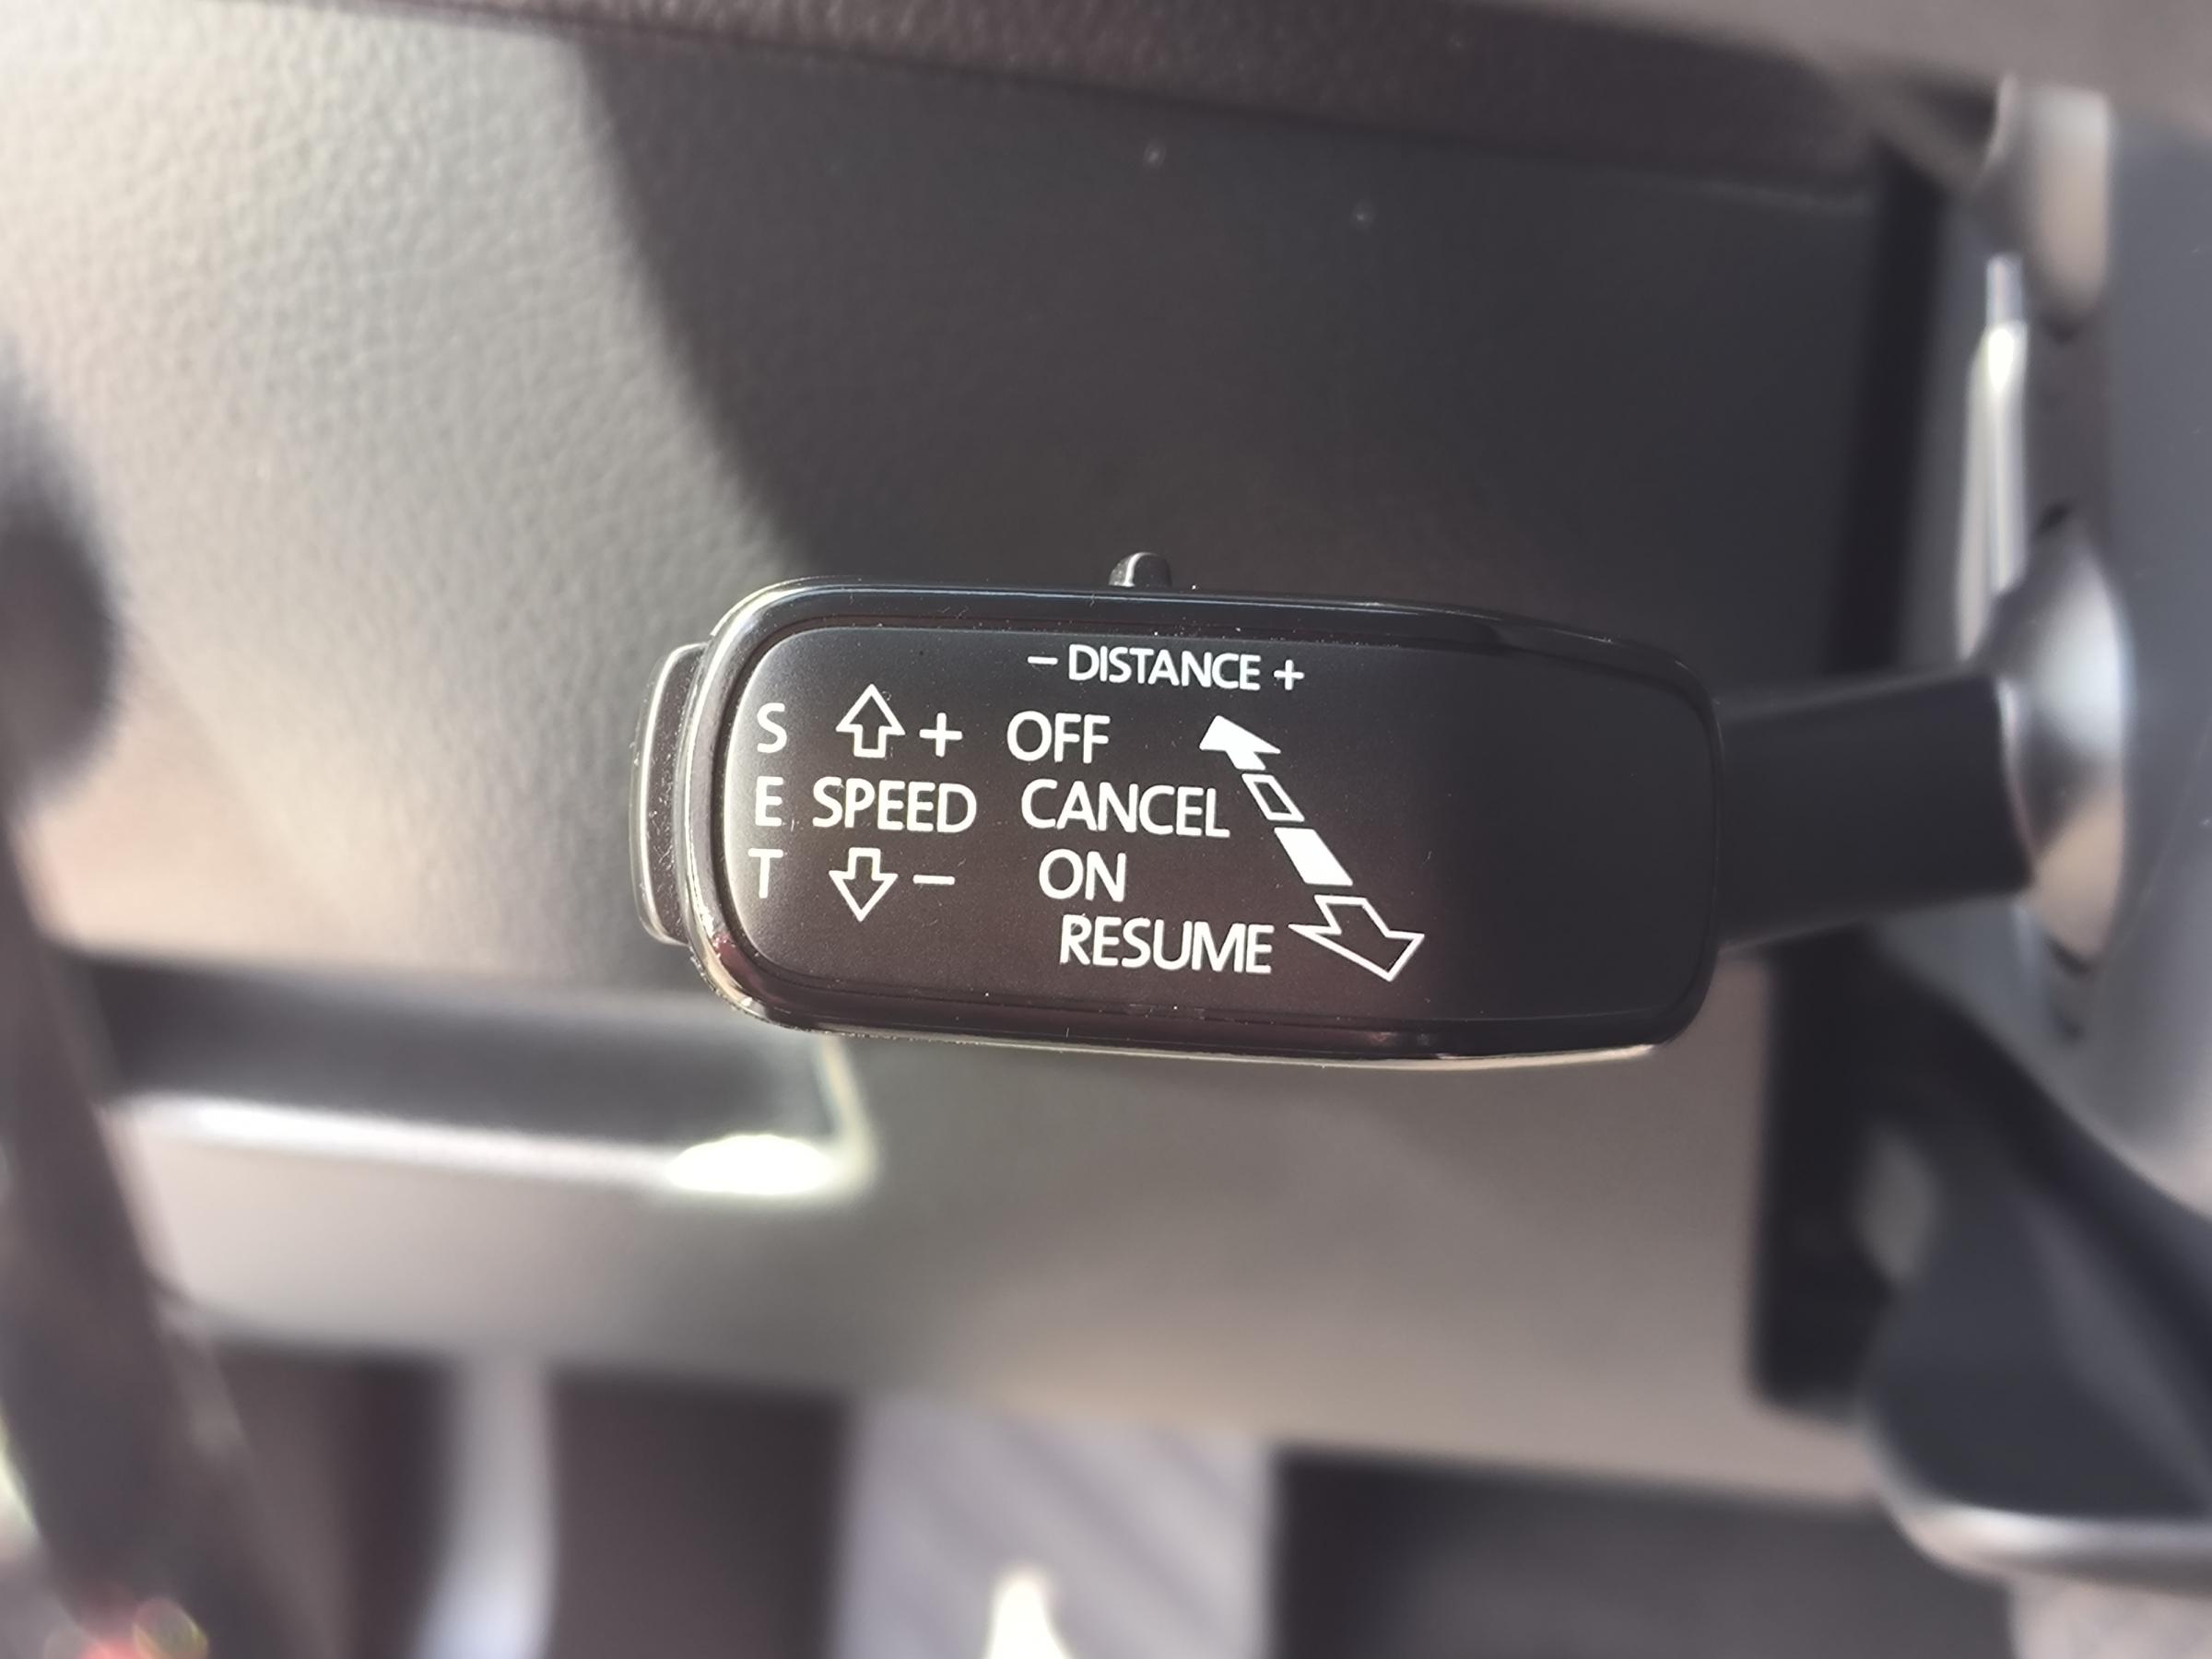 – DISTANCE +
S + OFF
E SPEED CANCEL
T – ON
RESUME